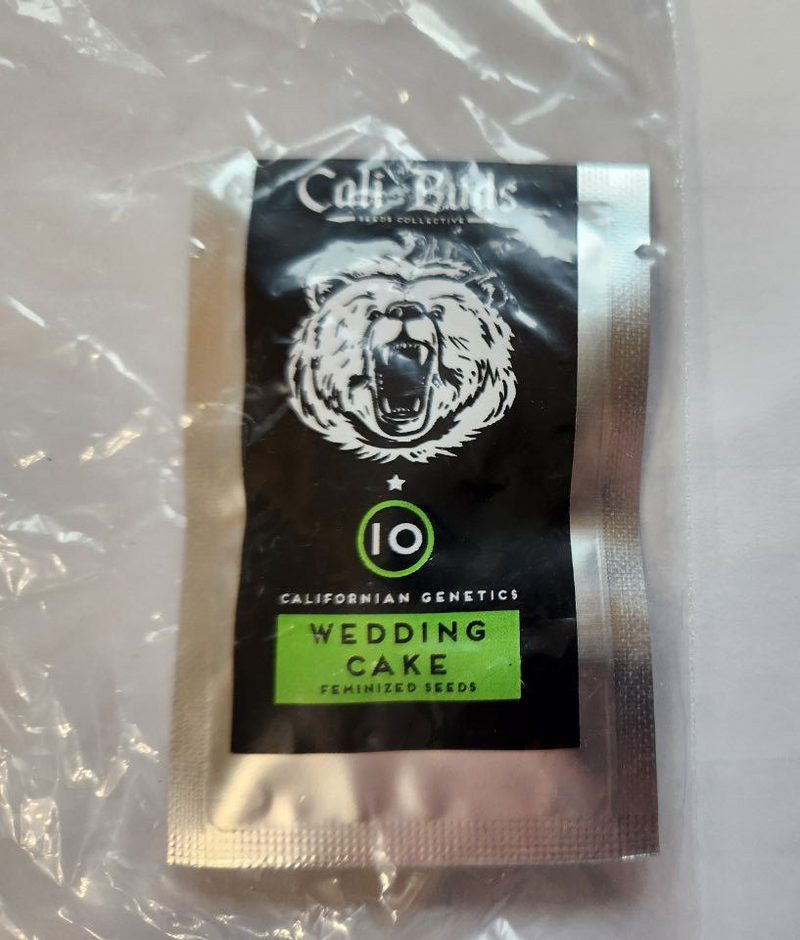 Cali Buds
SEEDS COLLECTIVE
10
CALIFORNIAN GENETICS
WEDDING
CAKE
FEMINIZED SEEDS